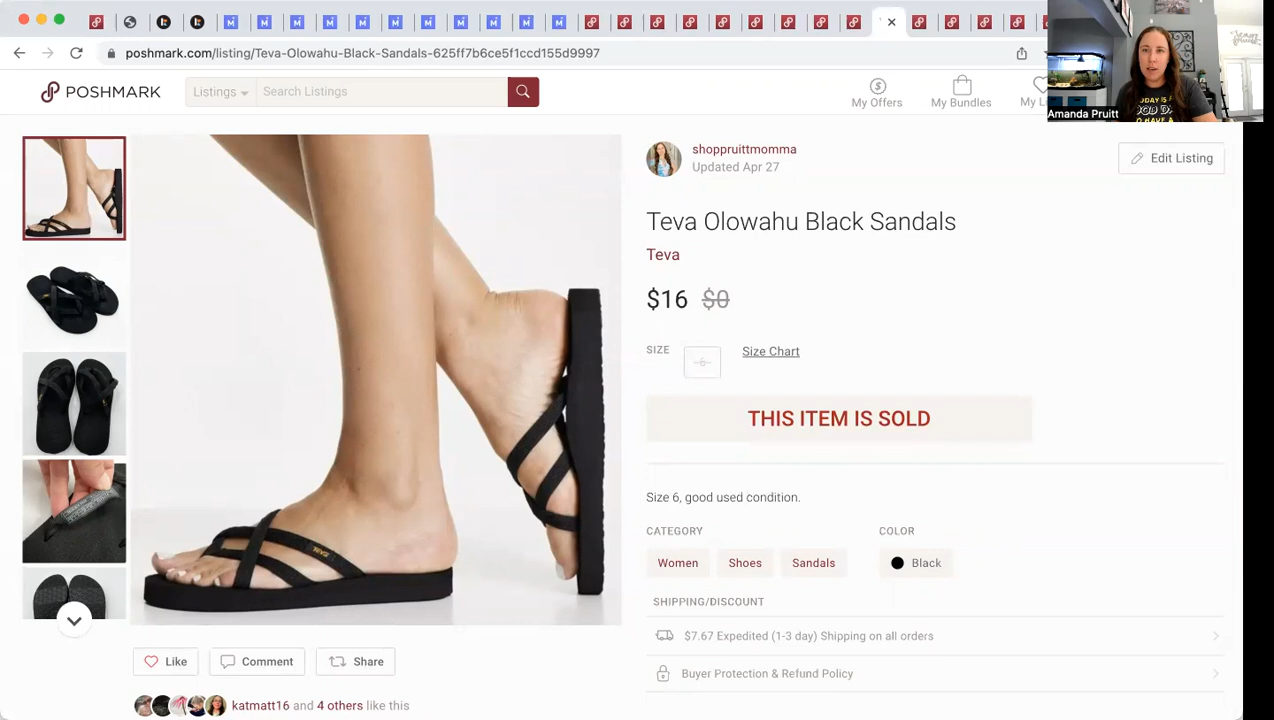 poshmark.com/listing/Teva-Olowahu-Black-Sandals-625ff7b6ce5f1ccd155d9997
POSHMARK
Listings
Search Listings
My Offers
My Bundles
My Li
Amanda Pruitt
shoppruittmomma
Updated Apr 27
Edit Listing
Teva Olowahu Black Sandals
Teva
$16 $0
SIZE
6
Size Chart
THIS ITEM IS SOLD
Size 6, good used condition.
CATEGORY
COLOR
Women
Shoes
Sandals
Black
SHIPPING/DISCOUNT
$7.67 Expedited (1-3 day) Shipping on all orders
Buyer Protection & Refund Policy
Like
Comment
Share
katmatt16 and 4 others like this